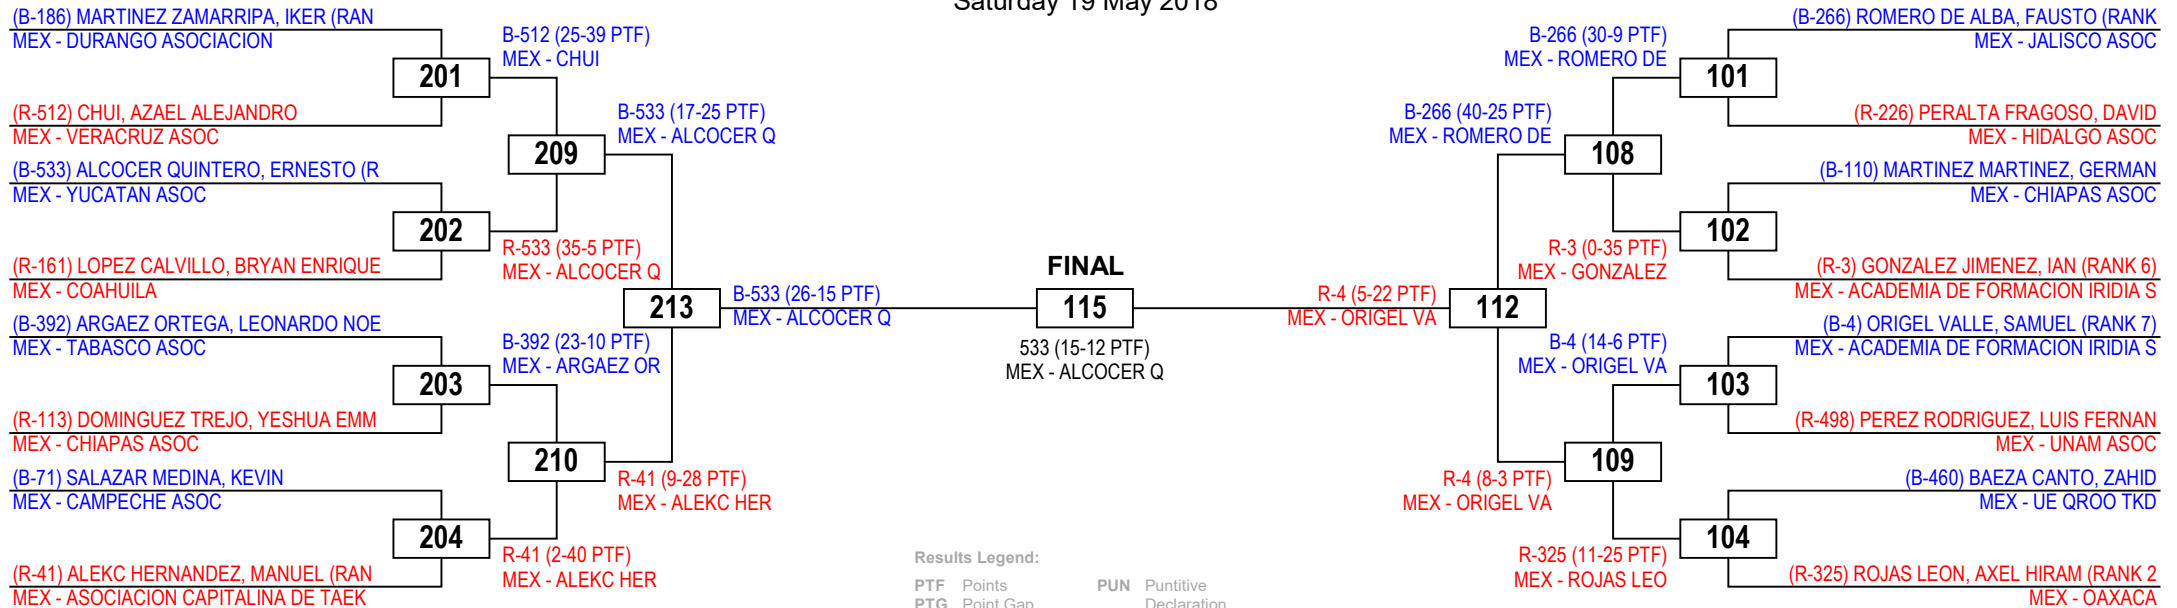 Saturday 19 May 2018
(B-186) MARTINEZ ZAMARRIPA, IKER (RAN
MEX - DURANGO ASOCIACION
201
(R-512) CHUI, AZAEL ALEJANDRO
MEX - VERACRUZ ASOC
(B-533) ALCOCER QUINTERO, ERNESTO (R
MEX - YUCATAN ASOC
202
(R-161) LOPEZ CALVILLO, BRYAN ENRIQUE
MEX - COAHUILA
(B-392) ARGAEZ ORTEGA, LEONARDO NOE
MEX - TABASCO ASOC
203
(R-113) DOMINGUEZ TREJO, YESHUA EMM
MEX - CHIAPAS ASOC
(B-71) SALAZAR MEDINA, KEVIN
MEX - CAMPECHE ASOC
204
(R-41) ALEKC HERNANDEZ, MANUEL (RAN
MEX - ASOCIACION CAPITALINA DE TAEK
B-512 (25-39 PTF)
MEX - CHUI
209
R-533 (35-5 PTF)
MEX - ALCOCER Q
B-392 (23-10 PTF)
MEX - ARGAEZ OR
210
R-41 (2-40 PTF)
MEX - ALEKC HER
B-533 (17-25 PTF)
MEX - ALCOCER Q
213
R-41 (9-28 PTF)
MEX - ALEKC HER
B-533 (26-15 PTF)
MEX - ALCOCER Q
FINAL
115
533 (15-12 PTF)
MEX - ALCOCER Q
R-4 (5-22 PTF)
MEX - ORIGEL VA
B-266 (40-25 PTF)
MEX - ROMERO DE
112
R-4 (8-3 PTF)
MEX - ORIGEL VA
B-266 (30-9 PTF)
MEX - ROMERO DE
108
R-3 (0-35 PTF)
MEX - GONZALEZ
B-4 (14-6 PTF)
MEX - ORIGEL VA
109
R-325 (11-25 PTF)
MEX - ROJAS LEO
(B-266) ROMERO DE ALBA, FAUSTO (RANK
MEX - JALISCO ASOC
101
(R-226) PERALTA FRAGOSO, DAVID
MEX - HIDALGO ASOC
(B-110) MARTINEZ MARTINEZ, GERMAN
MEX - CHIAPAS ASOC
102
(R-3) GONZALEZ JIMENEZ, IAN (RANK 6)
MEX - ACADEMIA DE FORMACION IRIDIA S
(B-4) ORIGEL VALLE, SAMUEL (RANK 7)
MEX - ACADEMIA DE FORMACION IRIDIA S
103
(R-498) PEREZ RODRIGUEZ, LUIS FERNAN
MEX - UNAM ASOC
(B-460) BAEZA CANTO, ZAHID
MEX - UE QROO TKD
104
(R-325) ROJAS LEON, AXEL HIRAM (RANK 2
MEX - OAXACA
Results Legend:
PTF Points PUN Puntitive
PTG Point Gap Declaration